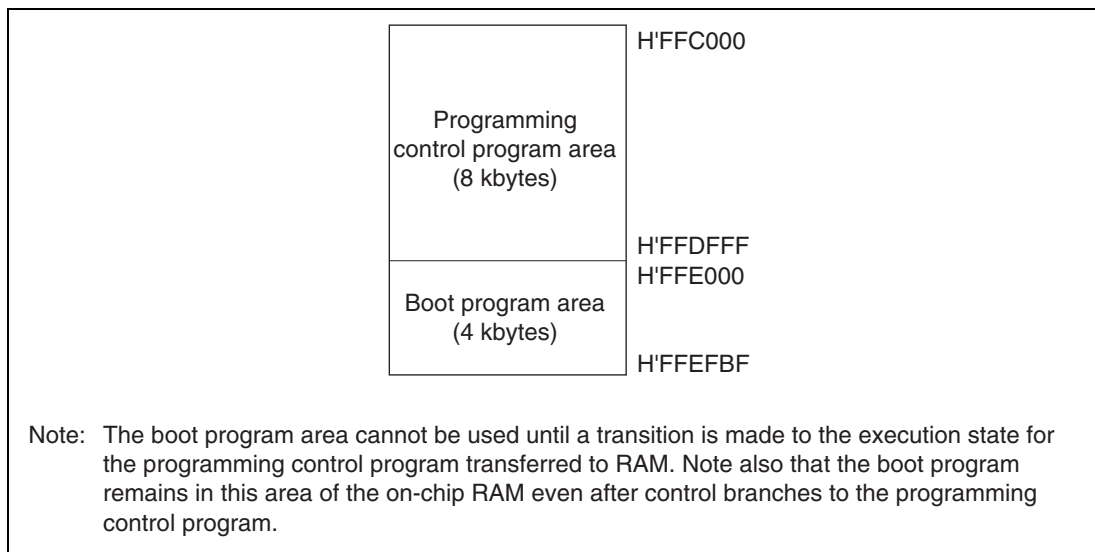 H'FFC000
Programming
control program area
(8 kbytes)
H'FFDFFF
H'FFE000
Boot program area
(4 kbytes)
H'FFEFBF
Note: The boot program area cannot be used until a transition is made to the execution state for
the programming control program transferred to RAM. Note also that the boot program
remains in this area of the on-chip RAM even after control branches to the programming
control program.